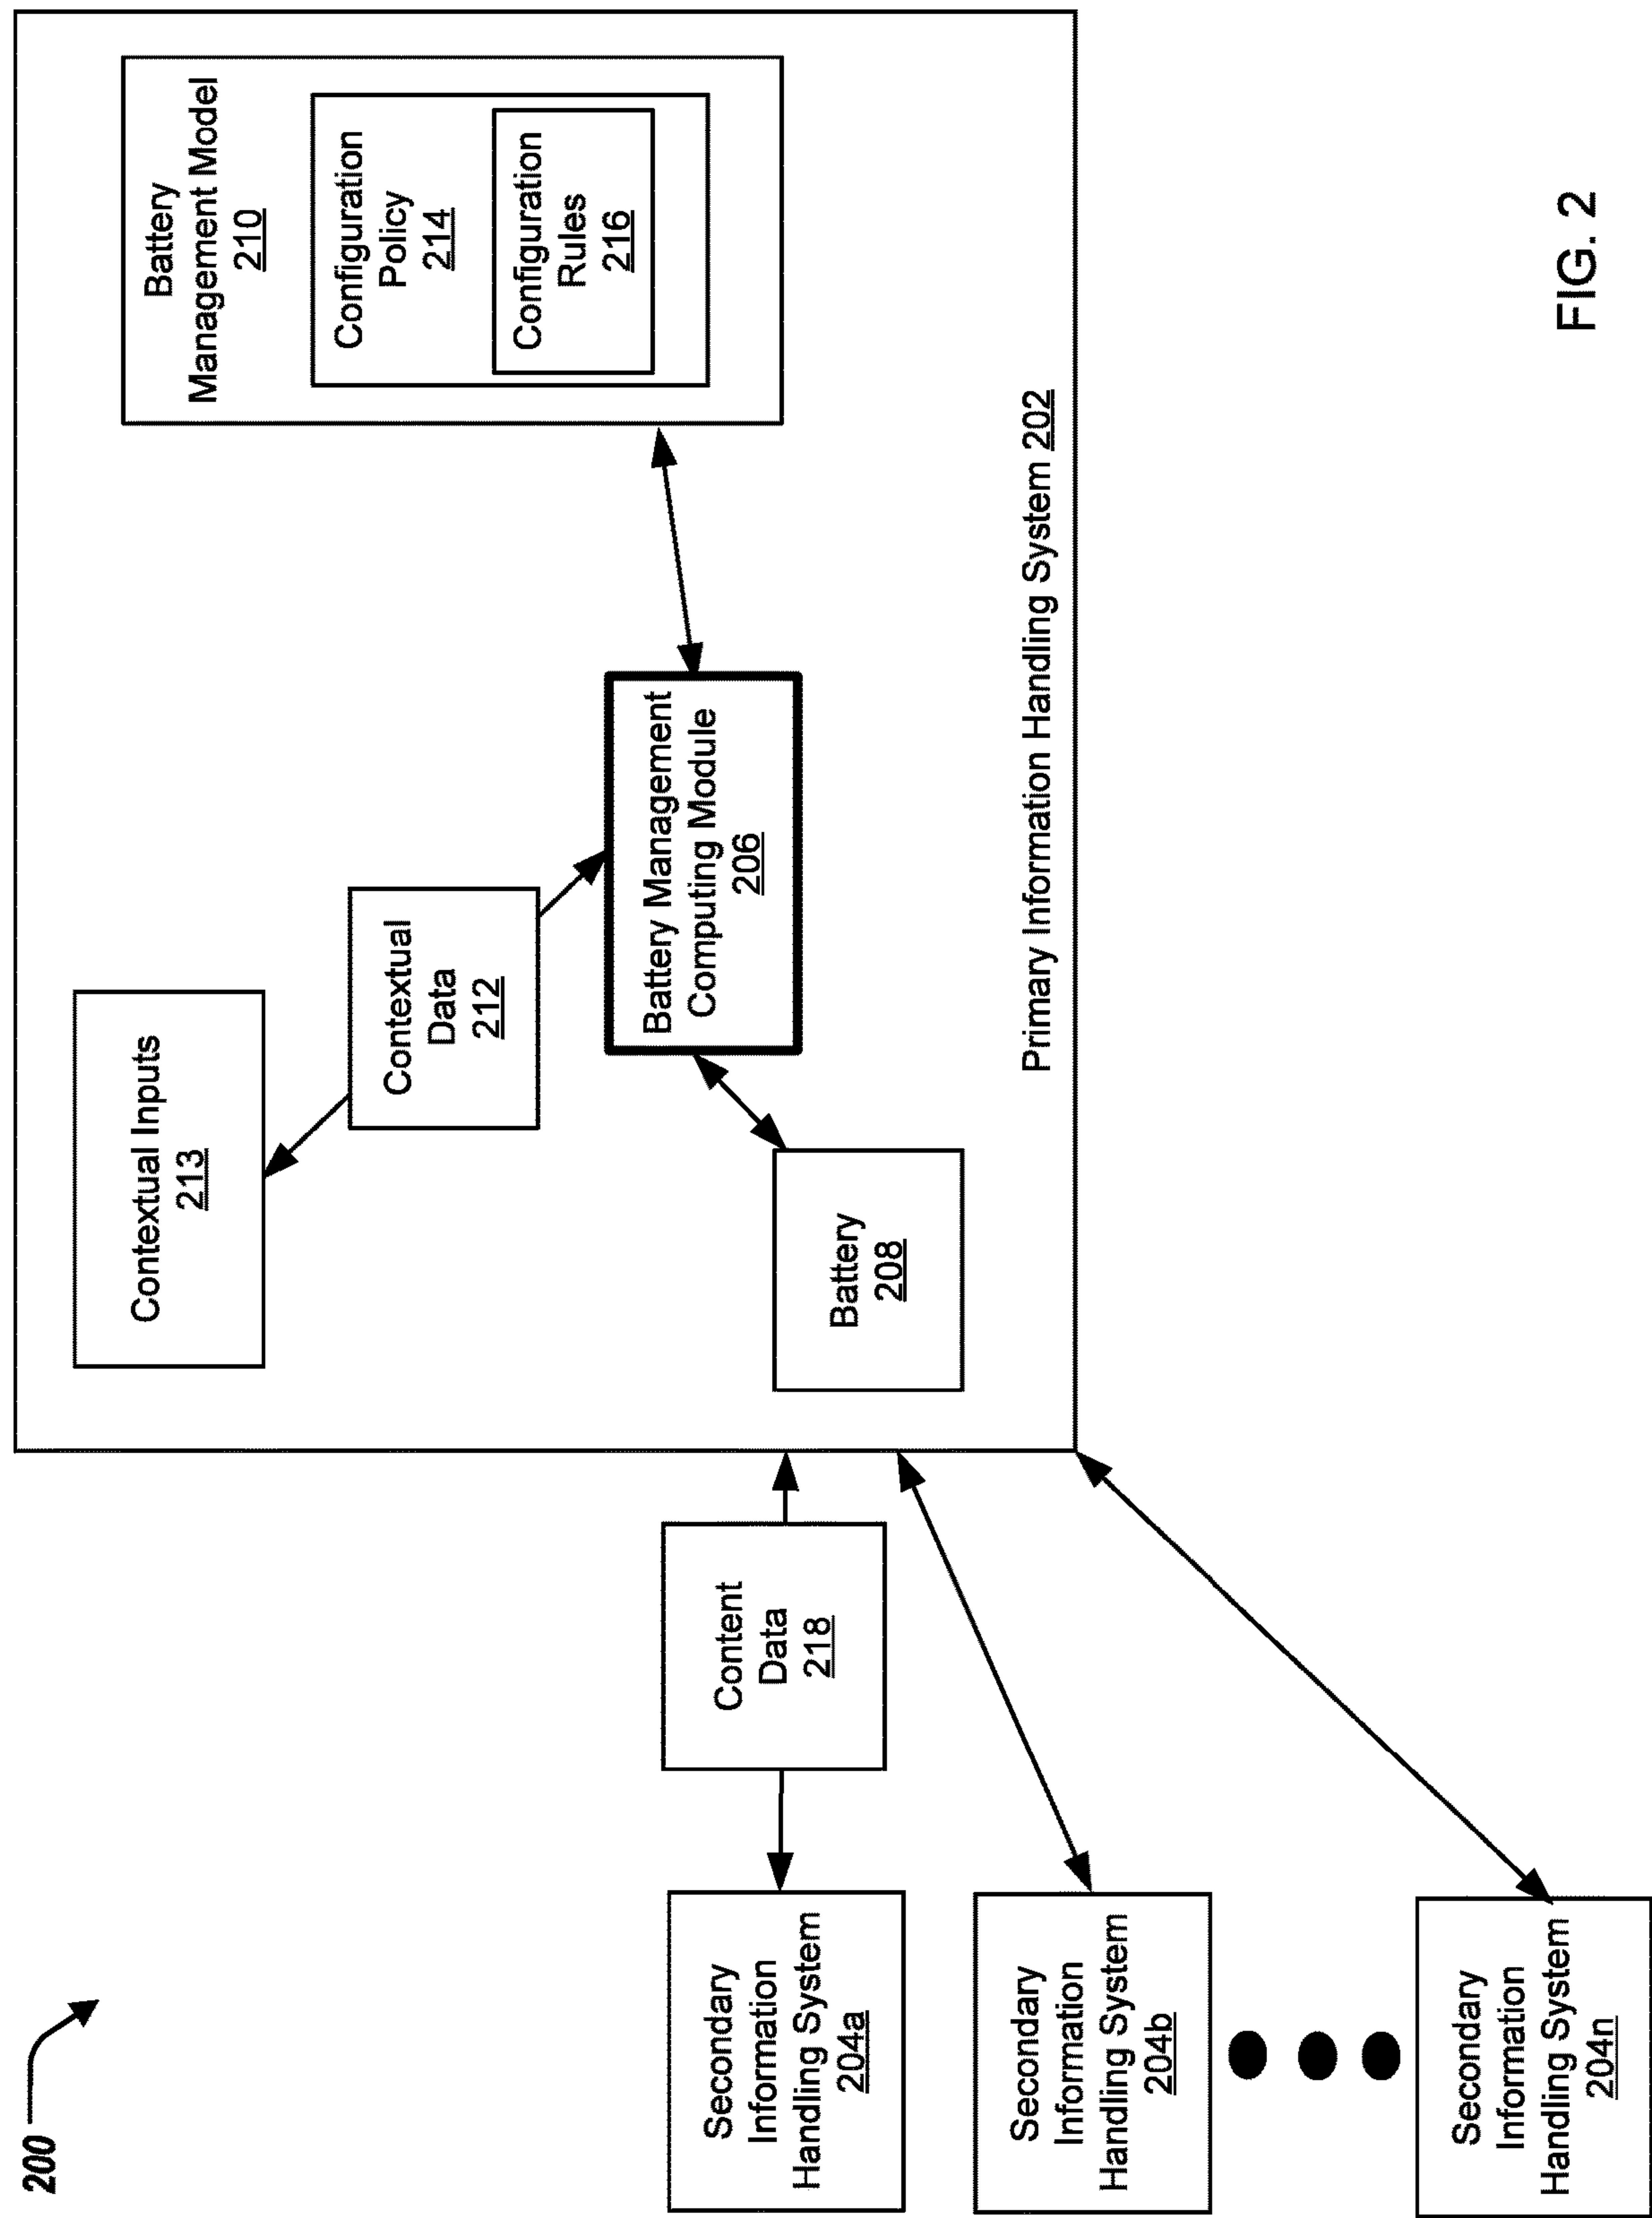 200
Secondary
Information
Handling System
204a
Secondary
Information
Handling System
204b
Secondary
Information
Handling System
204n
Content
Data
218
Contextual Inputs
213
Contextual
Data
212
Battery
208
Battery Management
Computing Module
206
Battery
Management Model
210
Configuration
Policy
214
Configuration
Rules
216
Primary Information Handling System 202
FIG. 2